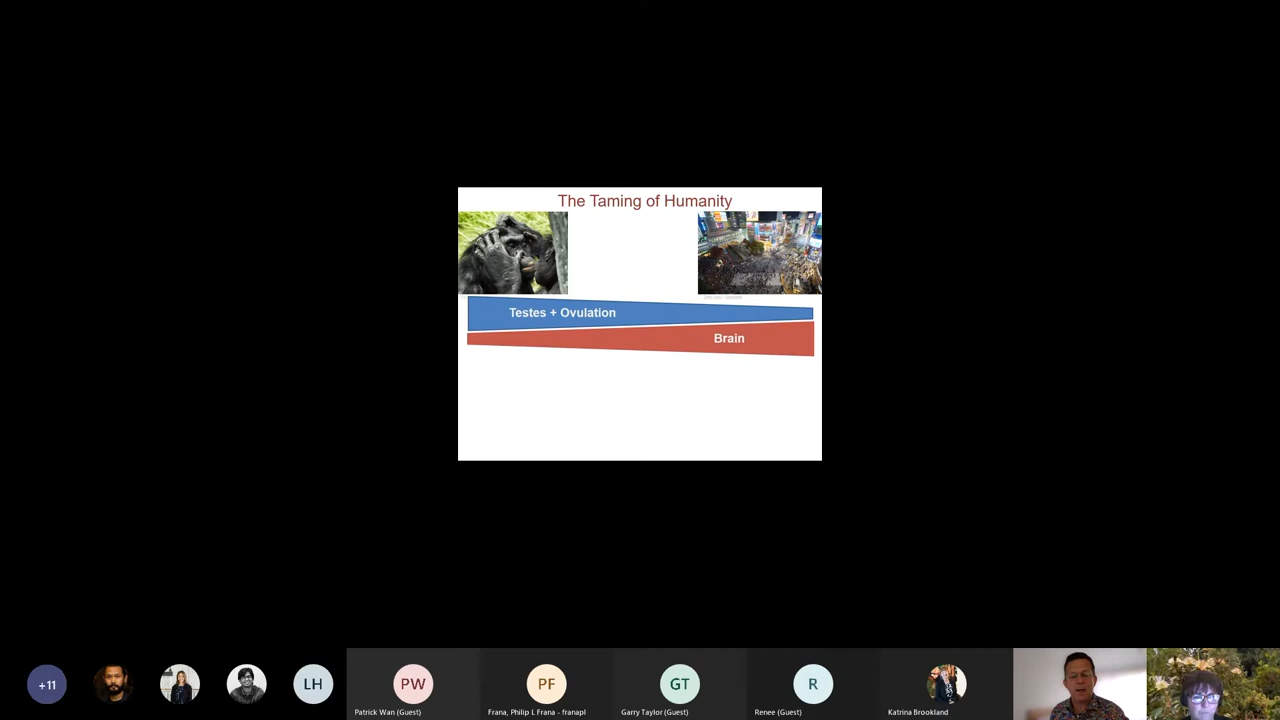 The Taming of Humanity
Testes + Ovulation
Brain
+11
LH
PW
PF
GT
R
Patrick Wan (Guest)
Frana, Philip L Frana - franapl
Garry Taylor (Guest)
Renee (Guest)
Katrina Brookland